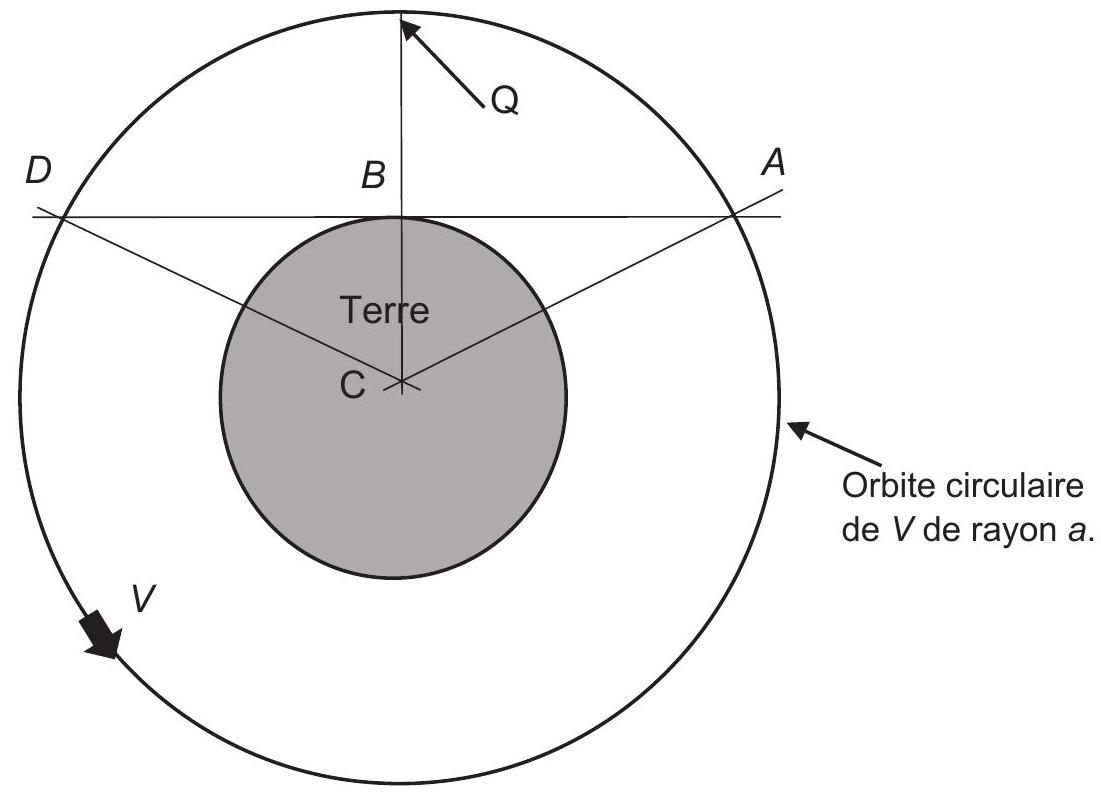 Q
D
B
A
Terre
C
Orbite circulaire
de V de rayon a.
V